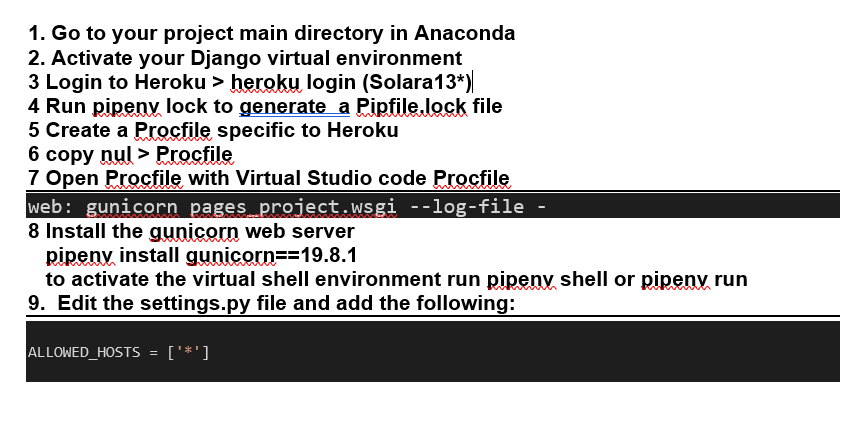 1. Go to your project main directory in Anaconda
2. Activate your Django virtual environment
3 Login to Heroku > heroku login (Solara13*)
4 Run pipenv lock to generate a Pipfile.lock file
5 Create a Procfile specific to Heroku
6 copy nul > Procfile
7 Open Procfile with Virtual Studio code Procfile
web: gunicorn pages_project.wsgi --log-file -
8 Install the gunicorn web server
pipenv install gunicorn==19.8.1
to activate the virtual shell environment run pipenv shell or pipenv run
9. Edit the settings.py file and add the following:
ALLOWED_HOSTS = ['*']